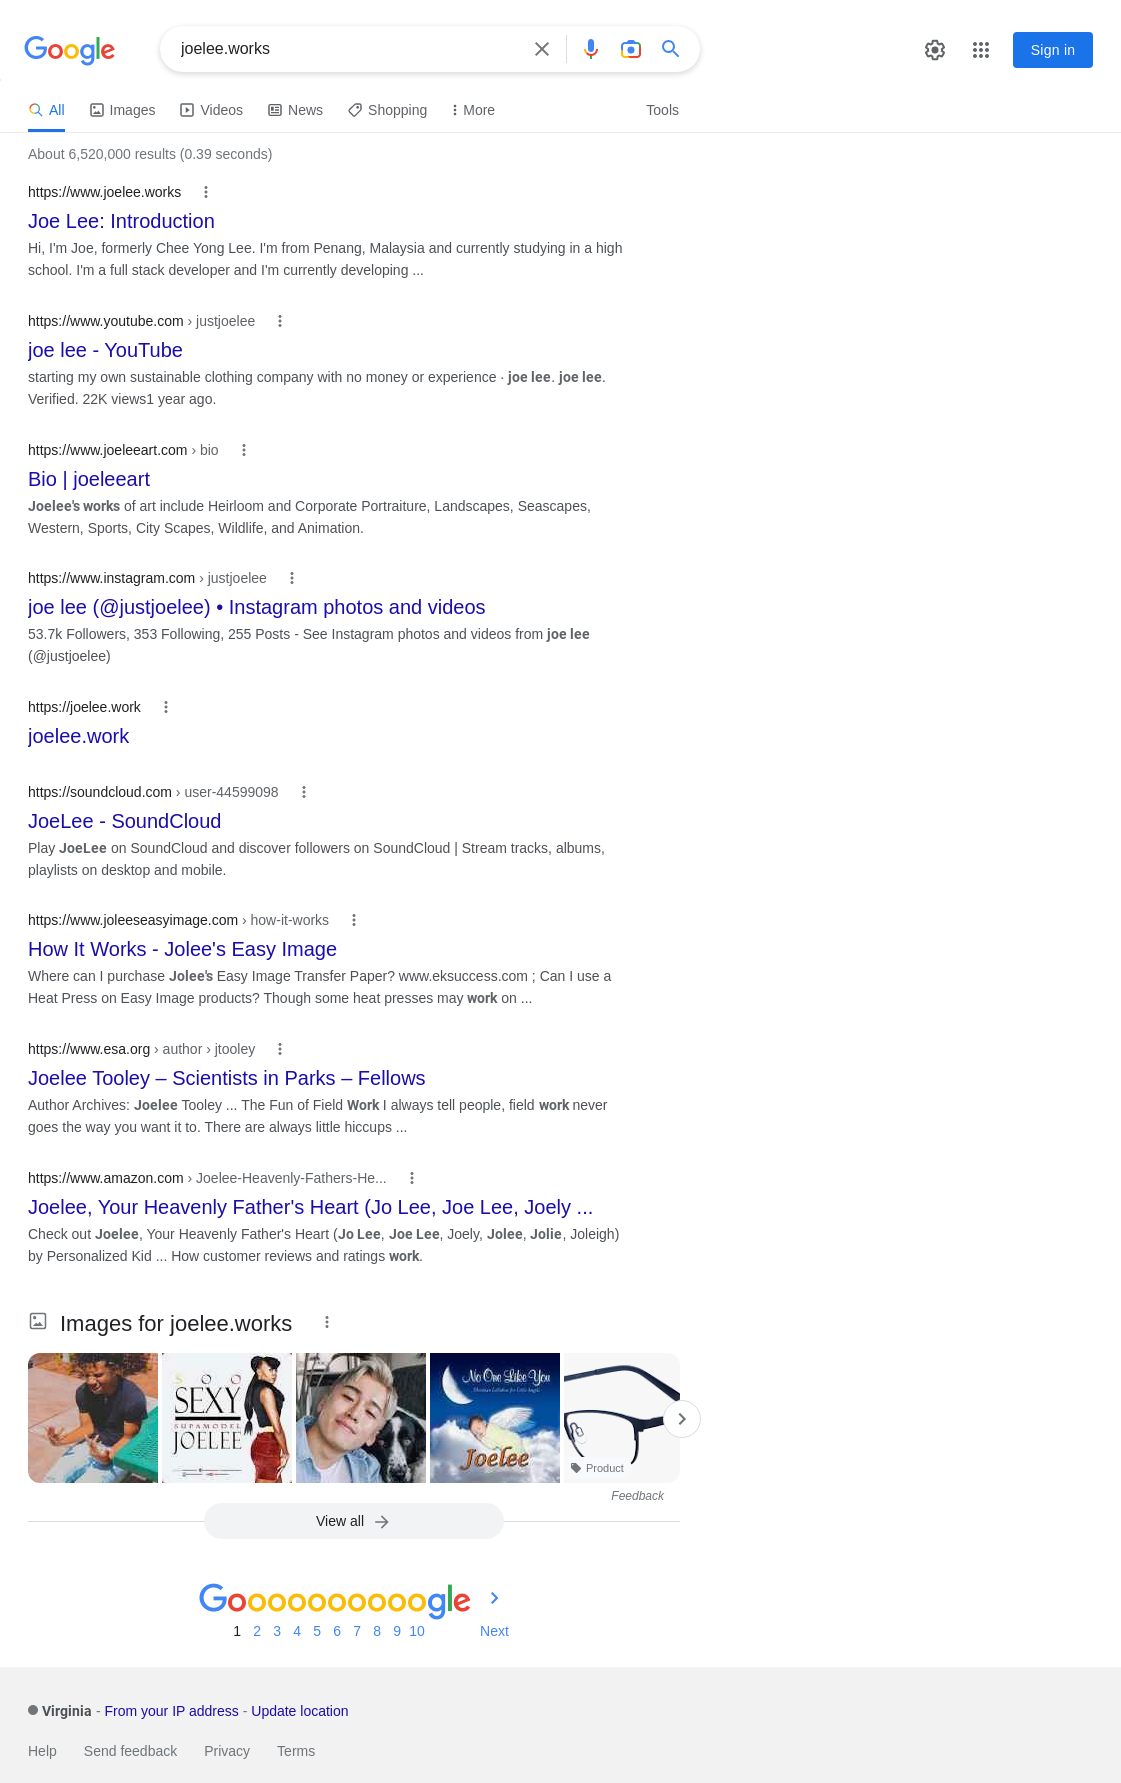 Google
joelee.works
Sign in
All
Images
Videos
News
Shopping
More
Tools
About 6,520,000 results (0.39 seconds)
https://www.joelee.works
Joe Lee: Introduction
Hi, I'm Joe, formerly Chee Yong Lee. I'm from Penang, Malaysia and currently studying in a high
school. I'm a full stack developer and I'm currently developing ...
https://www.youtube.com › justjoelee
joe lee - YouTube
starting my own sustainable clothing company with no money or experience · joe lee. joe lee.
Verified. 22K views1 year ago.
https://www.joeleeart.com › bio
Bio | joeleeart
Joelee's works of art include Heirloom and Corporate Portraiture, Landscapes, Seascapes,
Western, Sports, City Scapes, Wildlife, and Animation.
https://www.instagram.com › justjoelee
joe lee (@justjoelee) • Instagram photos and videos
53.7k Followers, 353 Following, 255 Posts - See Instagram photos and videos from joe lee
(@justjoelee)
https://joelee.work
joelee.work
https://soundcloud.com › user-44599098
JoeLee - SoundCloud
Play JoeLee on SoundCloud and discover followers on SoundCloud | Stream tracks, albums,
playlists on desktop and mobile.
https://www.joleeseasyimage.com › how-it-works
How It Works - Jolee's Easy Image
Where can I purchase Jolee's Easy Image Transfer Paper? www.eksuccess.com ; Can I use a
Heat Press on Easy Image products? Though some heat presses may work on ...
https://www.esa.org › author › jtooley
Joelee Tooley – Scientists in Parks – Fellows
Author Archives: Joelee Tooley ... The Fun of Field Work I always tell people, field work never
goes the way you want it to. There are always little hiccups ...
https://www.amazon.com › Joelee-Heavenly-Fathers-He...
Joelee, Your Heavenly Father's Heart (Jo Lee, Joe Lee, Joely ...
Check out Joelee, Your Heavenly Father's Heart (Jo Lee, Joe Lee, Joely, Jolee, Jolie, Joleigh)
by Personalized Kid ... How customer reviews and ratings work.
Images for joelee.works
SOO
SEXY
SUPAMODEL
JOELEE
No One Like You
Joelee
Product
Feedback
View all
Goooooooooogle
1 2 3 4 5 6 7 8 9 10 Next
Virginia - From your IP address - Update location
Help Send feedback Privacy Terms